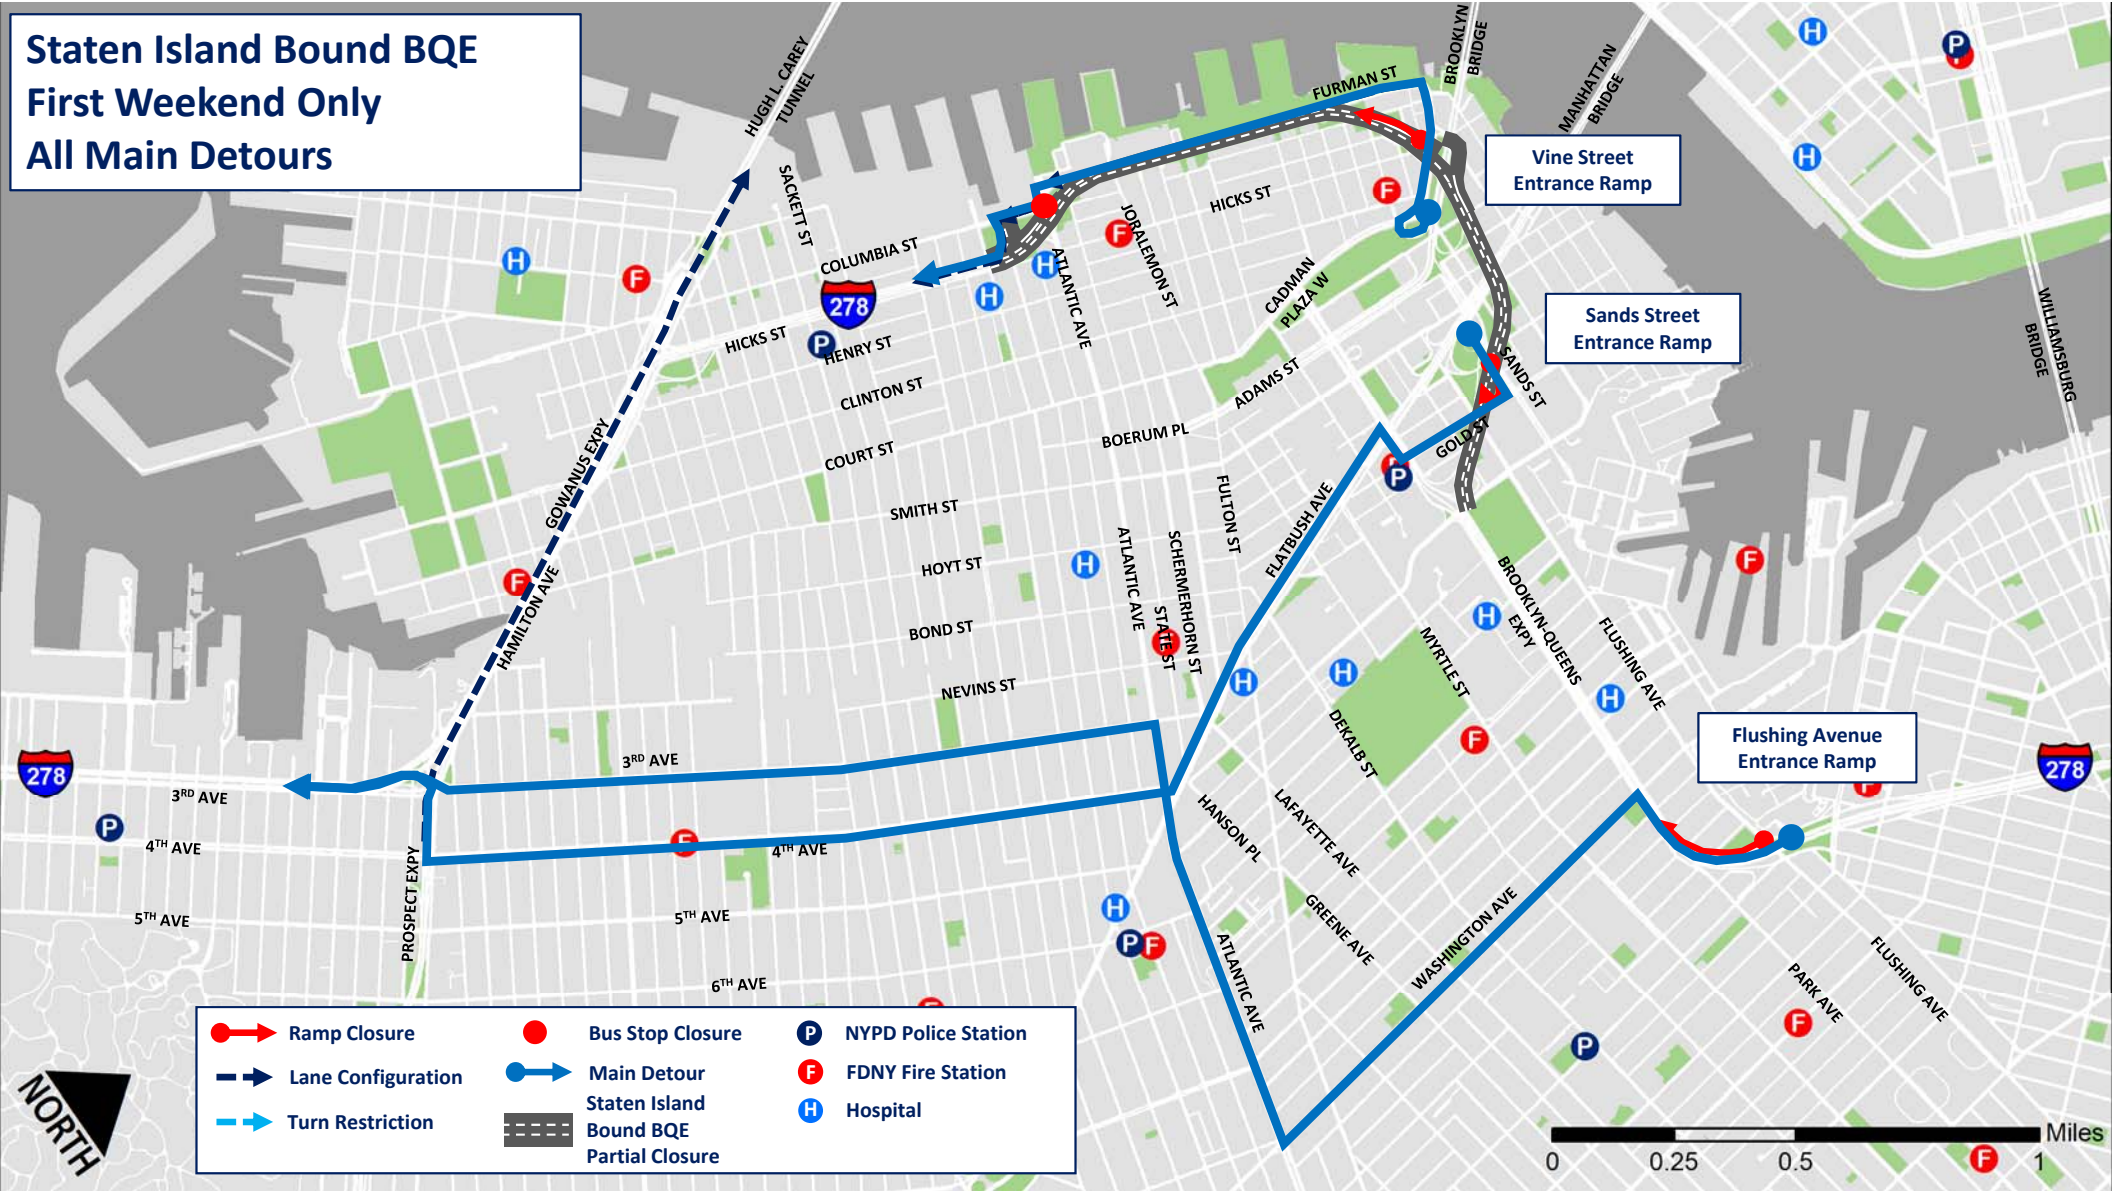 Staten Island Bound BQE
First Weekend Only
All Main Detours
HUGH L. CAREY
TUNNEL
BROOKLYN
BRIDGE
MANHATTAN
BRIDGE
WILLIAMSBURG
BRIDGE
FURMAN ST
Vine Street
Entrance Ramp
Sands Street
Entrance Ramp
Flushing Avenue
Entrance Ramp
SACKETT ST
COLUMBIA ST
278
HICKS ST
JORALEMON ST
ATLANTIC AVE
CADMAN
PLAZA W
HICKS ST
HENRY ST
CLINTON ST
COURT ST
BOERUM PL
ADAMS ST
SANDS ST
GOLD ST
GOWANUS EXPY
HAMILTON AVE
SMITH ST
HOYT ST
BOND ST
NEVINS ST
ATLANTIC AVE
STATE ST
SCHERMERHORN ST
FULTON ST
FLATBUSH AVE
BROOKLYN-QUEENS
EXPY
FLUSHING AVE
MYRTLE ST
DEKALB ST
278
278
3RD AVE
3RD AVE
4TH AVE
4TH AVE
5TH AVE
5TH AVE
6TH AVE
PROSPECT EXPY
HANSON PL
LAFAYETTE AVE
GREENE AVE
ATLANTIC AVE
WASHINGTON AVE
PARK AVE
FLUSHING AVE
Ramp Closure
Lane Configuration
Turn Restriction
Bus Stop Closure
Main Detour
Staten Island
Bound BQE
Partial Closure
P NYPD Police Station
F FDNY Fire Station
H Hospital
NORTH
Miles
0 0.25 0.5 1